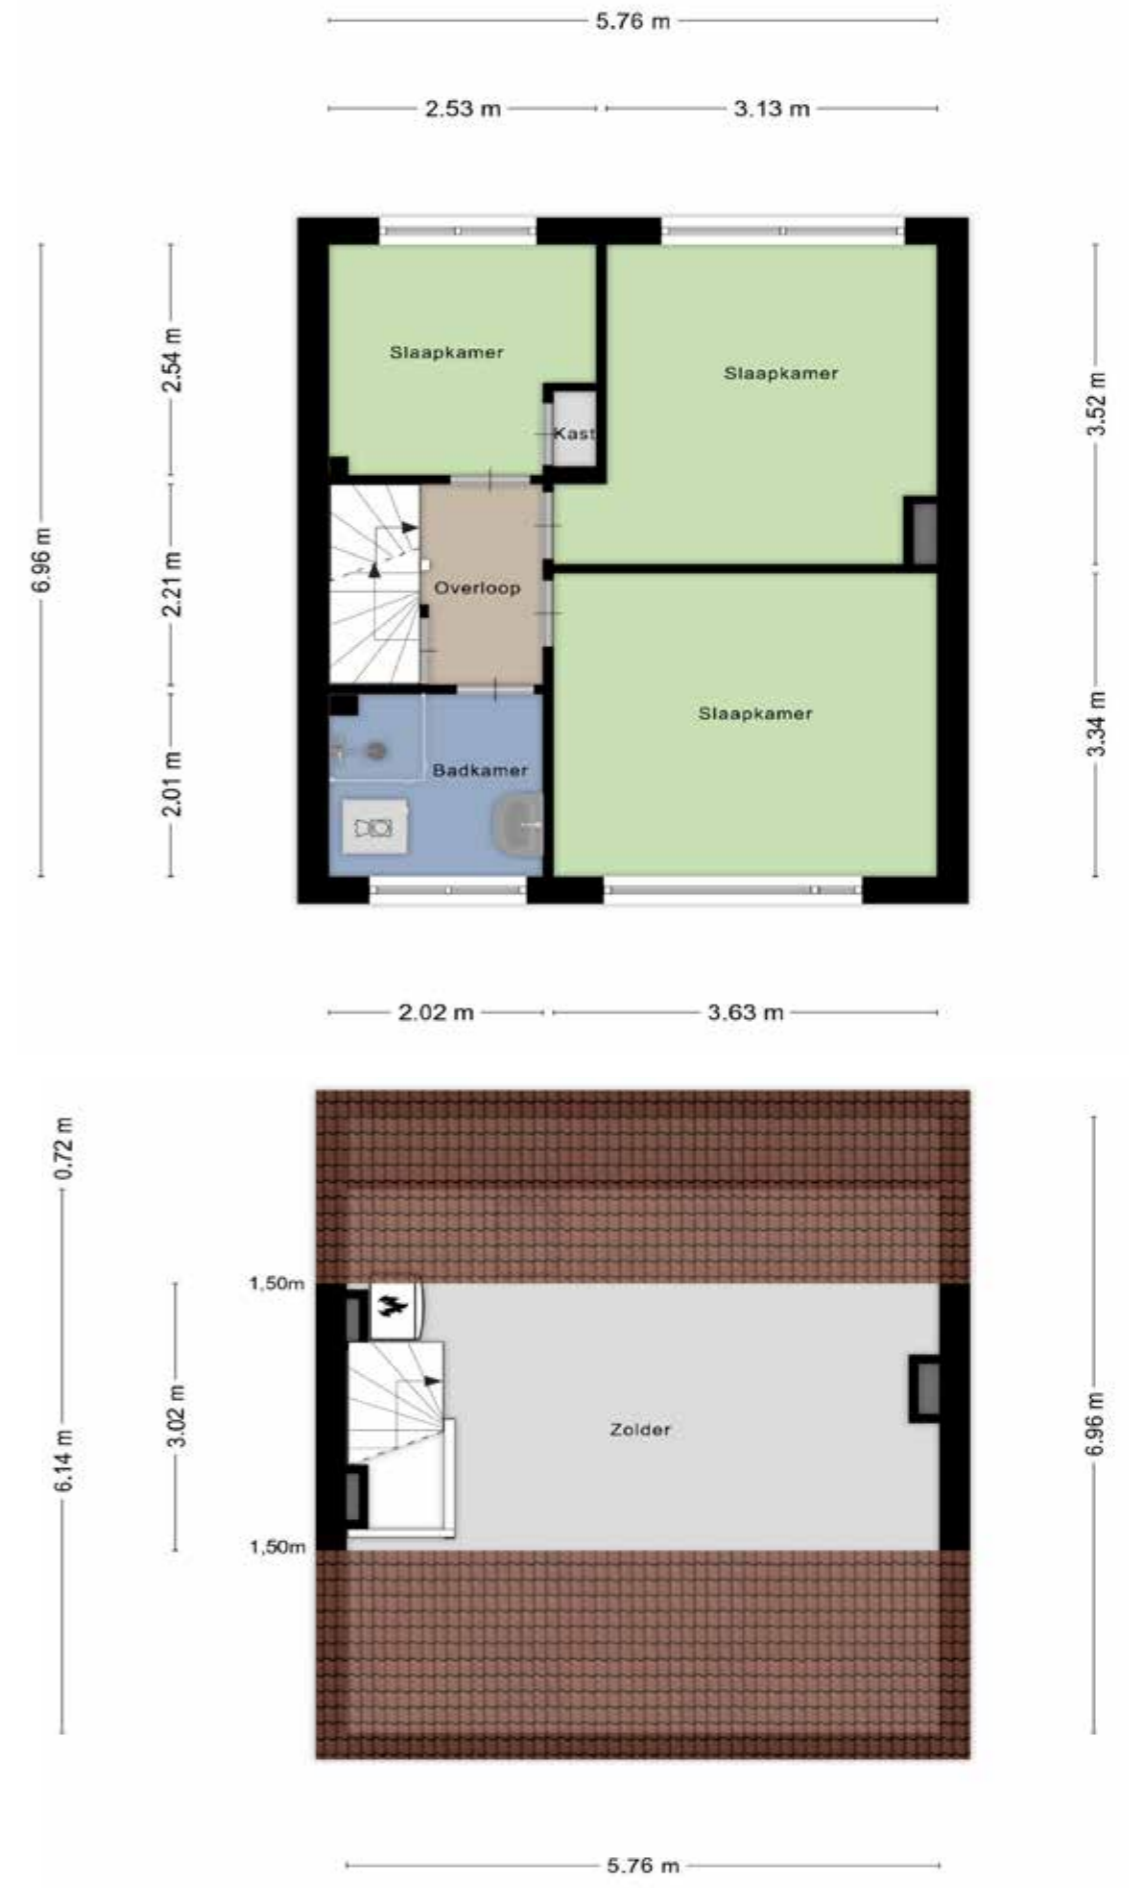 5.76 m
2.53 m
3.13 m
Slaapkamer
Slaapkamer
2.54 m
3.52 m
Kast
6.96 m
2.21 m
Overloop
Slaapkamer
3.34 m
Badkamer
2.01 m
2.02 m
3.63 m
0.72 m
1,50m
3.02 m
6.96 m
Zolder
6.14 m
1,50m
5.76 m